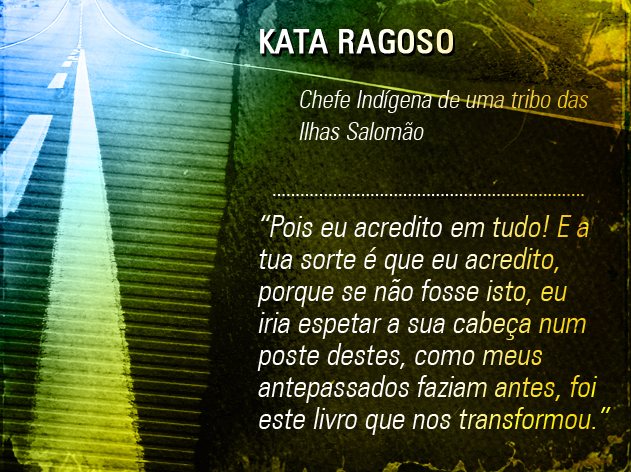 KATA RAGOSO
Chefe Indígena de uma tribo das
Ilhas Salomão
“Pois eu acredito em tudo! E a
tua sorte é que eu acredito,
porque se não fosse isto, eu
iria espetar a sua cabeça num
poste destes, como meus
antepassados faziam antes, foi
este livro que nos transformou.”